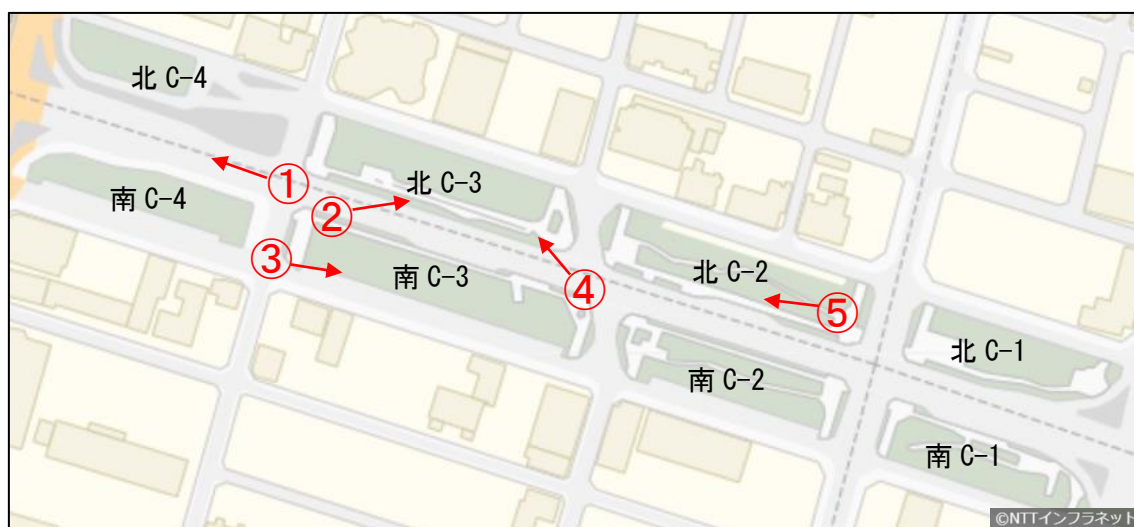 北 C-4
①
北 C-3
南 C-4
②
③
南 C-3
④
北 C-2
⑤
北 C-1
南 C-2
南 C-1
©NTTインフラネット